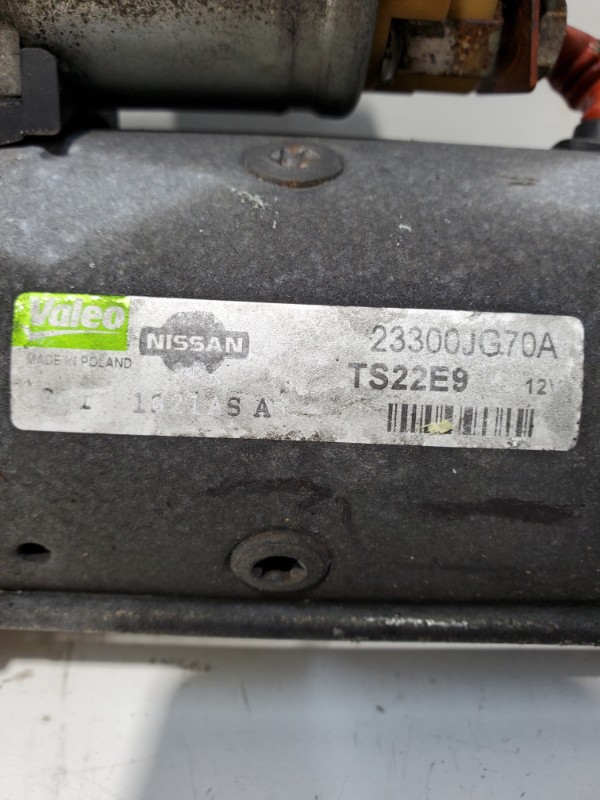 Valeo
MADE IN POLAND
NISSAN
23300JG70A
TS22E9
12V
S A